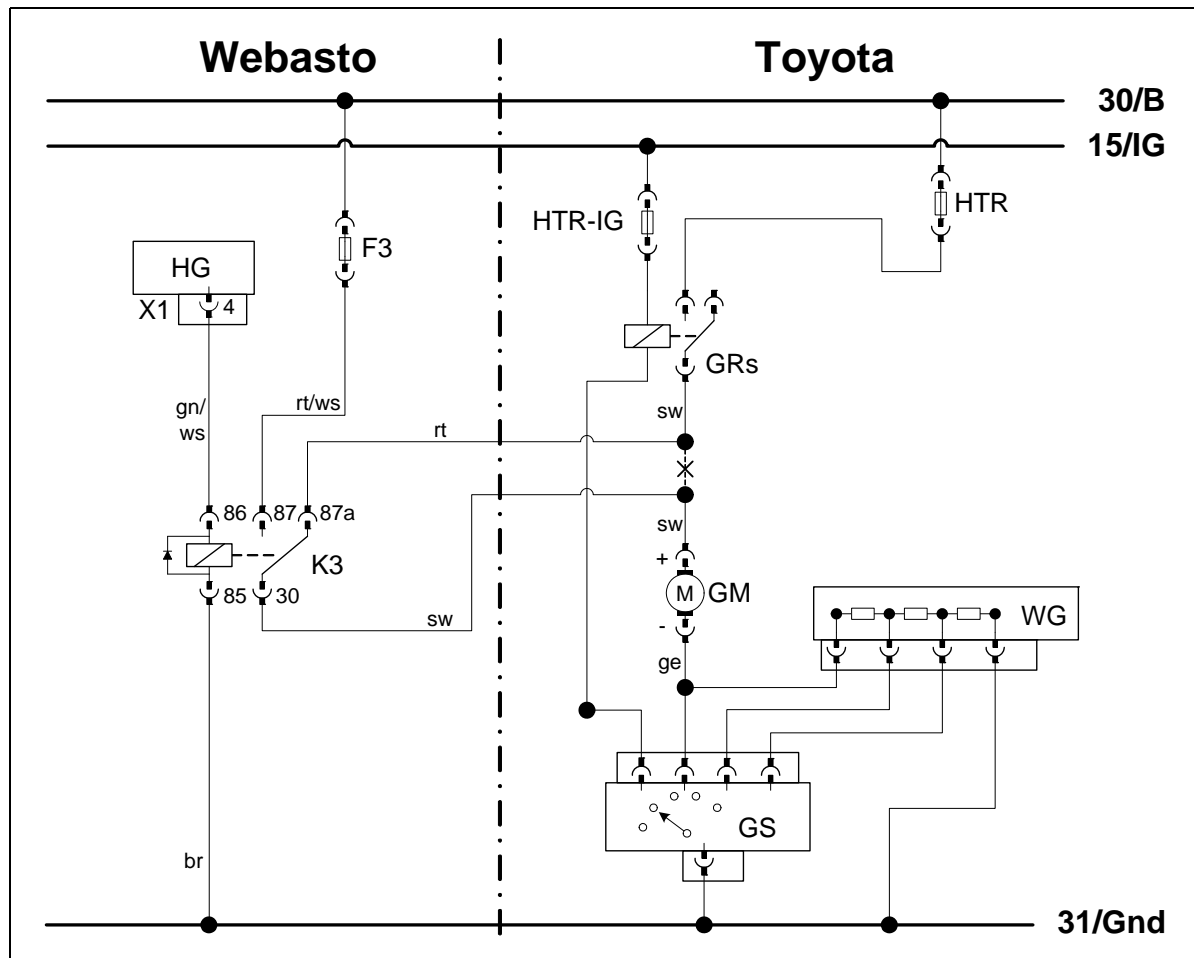 Webasto
Toyota
30/B
15/IG
HTR-IG
HTR
F3
HG
X1
4
GRs
gn/
ws
rt/ws
rt
sw
86
87
87a
K3
85
30
sw
sw
+
M
GM
-
ge
WG
GS
br
31/Gnd